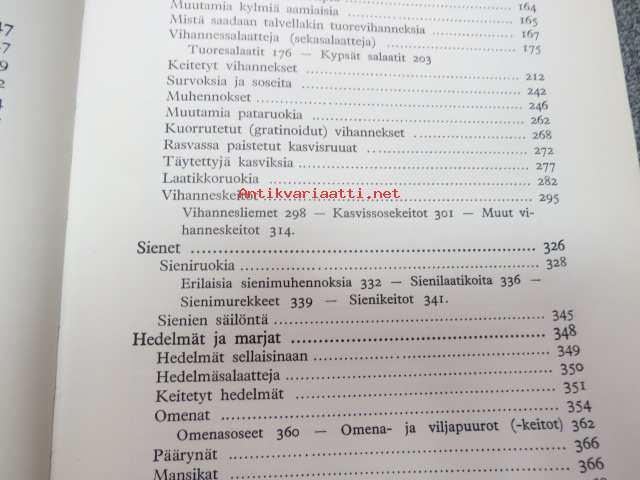 164
Muutamia kylmiä aamiaisia 165
Mistä saadaan talvellakin tuorevihanneksia 167
Vihannessalaatteja (sekasalaatteja) 175
Tuoresalaatit 176 — Kypsät salaatit 203
Keitetyt vihannekset 212
Survoksia ja soseita 242
Muhennokset 246
Muutamia pataruokia 262
Kuorrutetut (gratinoidut) vihannekset 268
Rasvassa paistetut kasvisruuat 272
Täytettyjä kasviksia 277
Laatikkoruokia 282
Antikvariaatti.net
Vihanneskeitot 295
Vihannesliemet 298 — Kasvissosekeitot 301 — Muut vi-
hanneskeitot 314.
Sienet 326
Sieniruokia 328
Erilaisia sienimuhennoksia 332 — Sienilaatikoita 336 —
Sienimurekkeet 339 — Sienikeitot 341.
Sienien säilöntä 345
Hedelmät ja marjat 348
Hedelmät sellaisinaan 349
Hedelmäsalaatteja 350
Keitetyt hedelmät 351
Omenat 354
Omenasoseet 360 — Omena- ja viljapuurot (-keitot) 362
Päärynät 366
Mansikat 366